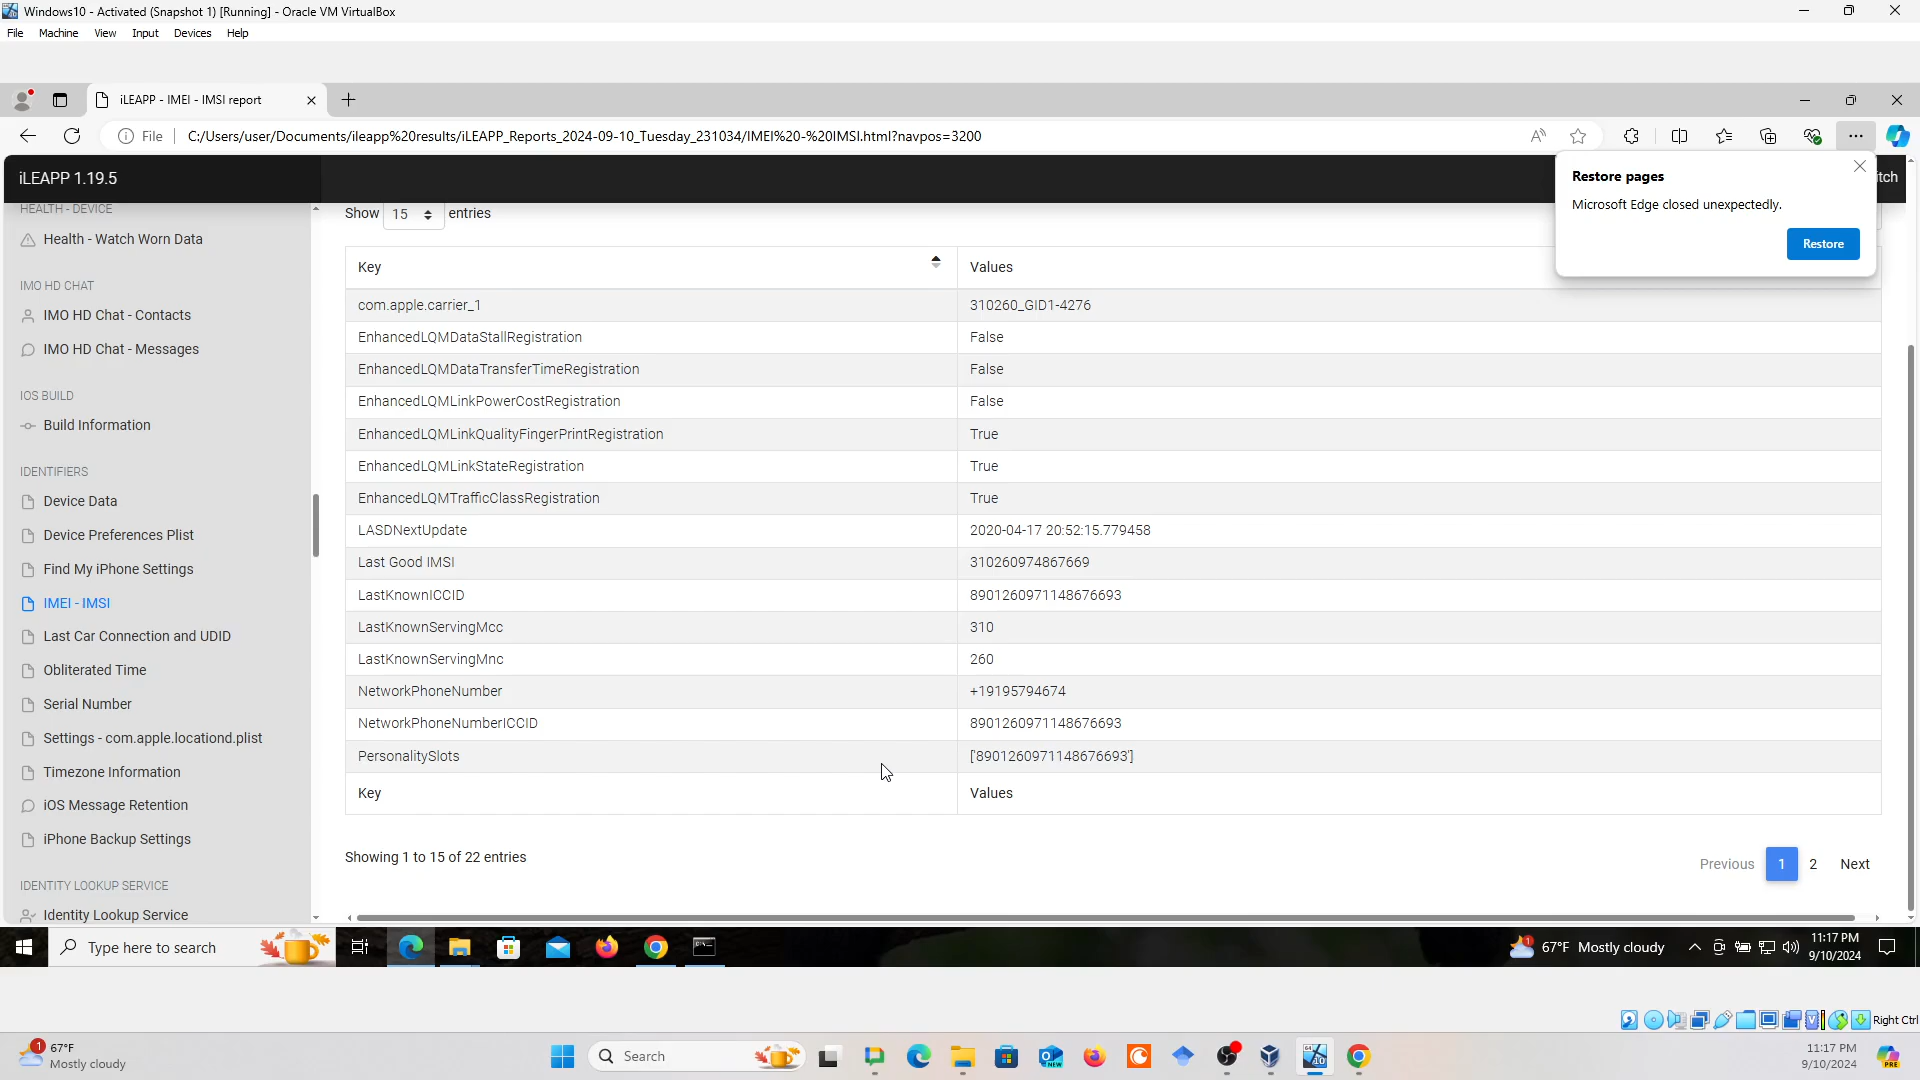 Windows10 - Activated (Snapshot 1) [Running] - Oracle VM VirtualBox
File Machine View Input Devices Help
iLEAPP - IMEI - IMSI report
File C:/Users/user/Documents/ileapp%20results/iLEAPP_Reports_2024-09-10_Tuesday_231034/IMEI%20-%20IMSI.html?navpos=3200
iLEAPP 1.19.5
itch
Restore pages
Microsoft Edge closed unexpectedly.
Restore
HEALTH - DEVICE
Health - Watch Worn Data
IMO HD CHAT
IMO HD Chat - Contacts
IMO HD Chat - Messages
IOS BUILD
Build Information
IDENTIFIERS
Device Data
Device Preferences Plist
Find My iPhone Settings
IMEI - IMSI
Last Car Connection and UDID
Obliterated Time
Serial Number
Settings - com.apple.locationd.plist
Timezone Information
iOS Message Retention
iPhone Backup Settings
IDENTITY LOOKUP SERVICE
Identity Lookup Service
Show 15 entries
Key Values
com.apple.carrier_1 310260_GID1-4276
EnhancedLQMDataStallRegistration False
EnhancedLQMDataTransferTimeRegistration False
EnhancedLQMLinkPowerCostRegistration False
EnhancedLQMLinkQualityFingerPrintRegistration True
EnhancedLQMLinkStateRegistration True
EnhancedLQMTrafficClassRegistration True
LASDNextUpdate 2020-04-17 20:52:15.779458
Last Good IMSI 310260974867669
LastKnownICCID 8901260971148676693
LastKnownServingMcc 310
LastKnownServingMnc 260
NetworkPhoneNumber +19195794674
NetworkPhoneNumberICCID 8901260971148676693
PersonalitySlots ['8901260971148676693']
Key Values
Showing 1 to 15 of 22 entries
Previous 1 2 Next
Type here to search
1 67°F Mostly cloudy
11:17 PM
9/10/2024
Right Ctrl
1 67°F
Mostly cloudy
Search
NEW
64
10
11:17 PM
9/10/2024
PRE